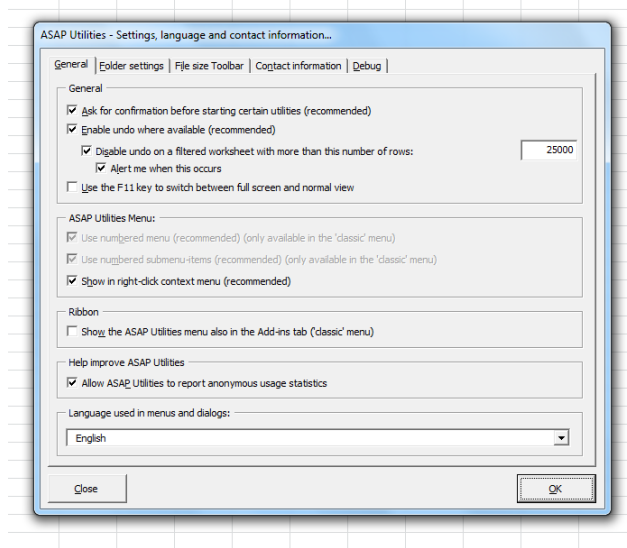 ASAP Utilities - Settings, language and contact information...
General | Folder settings | File size Toolbar | Contact information | Debug |
General
Ask for confirmation before starting certain utilities (recommended)
Enable undo where available (recommended)
Disable undo on a filtered worksheet with more than this number of rows: 25000
Alert me when this occurs
Use the F11 key to switch between full screen and normal view
ASAP Utilities Menu:
Use numbered menu (recommended) (only available in the 'classic' menu)
Use numbered submenu-items (recommended) (only available in the 'classic' menu)
Show in right-click context menu (recommended)
Ribbon
Show the ASAP Utilities menu also in the Add-ins tab ('classic' menu)
Help improve ASAP Utilities
Allow ASAP Utilities to report anonymous usage statistics
Language used in menus and dialogs:
English
Close OK